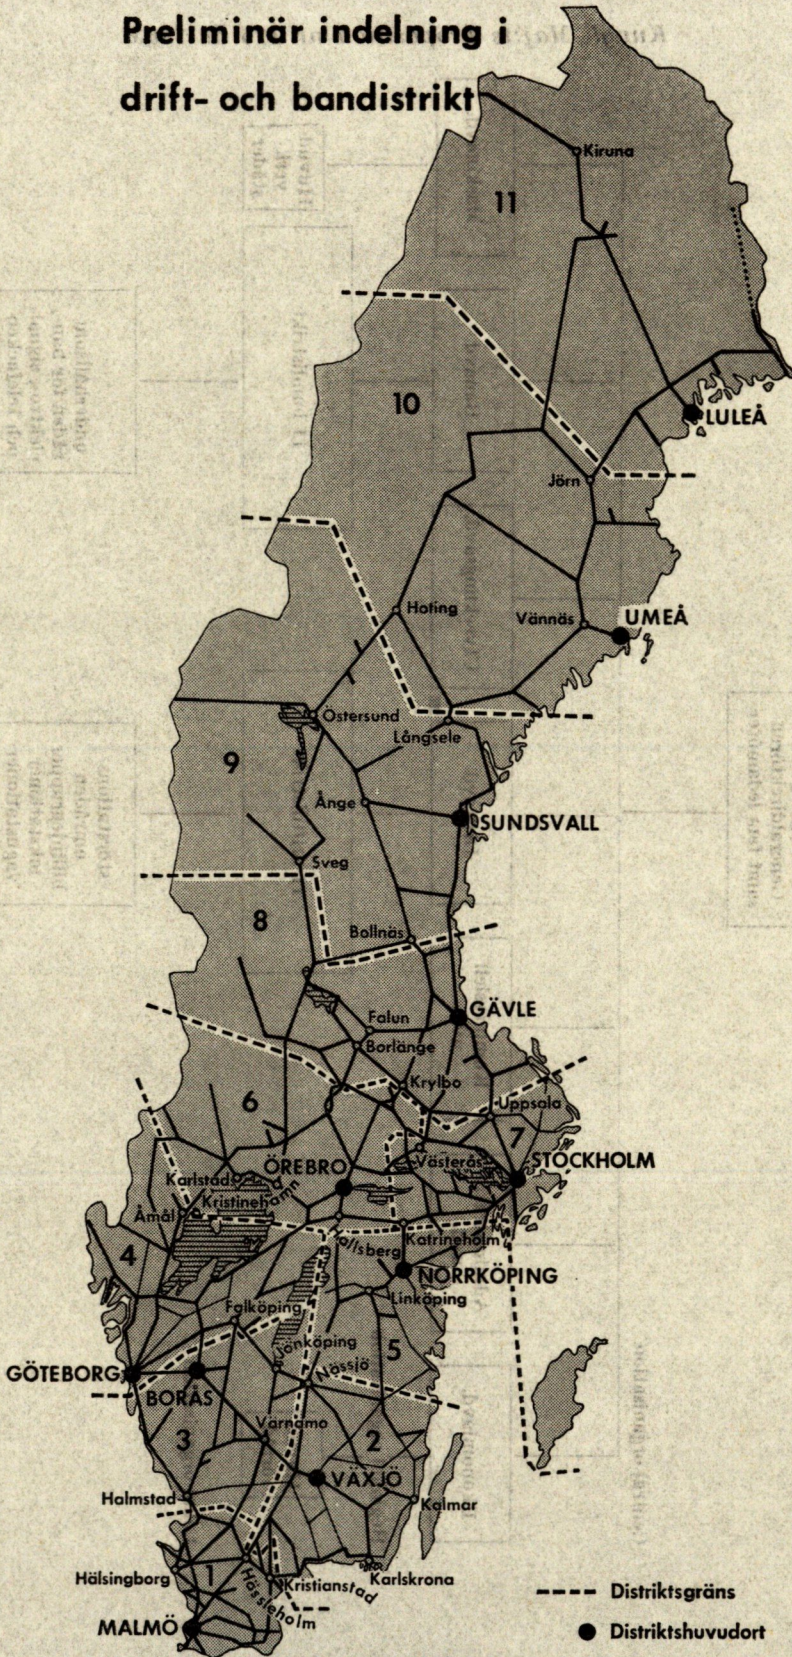 Preliminär indelning i
drift- och bandistrikt
Kiruna
11
10
LULEÅ
Jörn
Hoting
Vännäs
UMEÅ
Östersund
Långsele
9
Ånge
SUNDSVALL
Sveg
8
Bollnäs
GÄVLE
Falun
Borlänge
Krylbo
6
Uppsala
7
Västerås
STOCKHOLM
ÖREBRO
Karlstad
Kristinehamn
Åmål
Hallsberg
Katrineholm
4
NORRKÖPING
Linköping
Falköping
Jönköping
5
Nässjö
GÖTEBORG
BORÅS
Värnamo
3
2
VÄXJÖ
Halmstad
Kalmar
Hälsingborg
1
Hässleholm
Kristianstad
Karlskrona
MALMÖ
Distriktsgräns
Distriktshuvudort